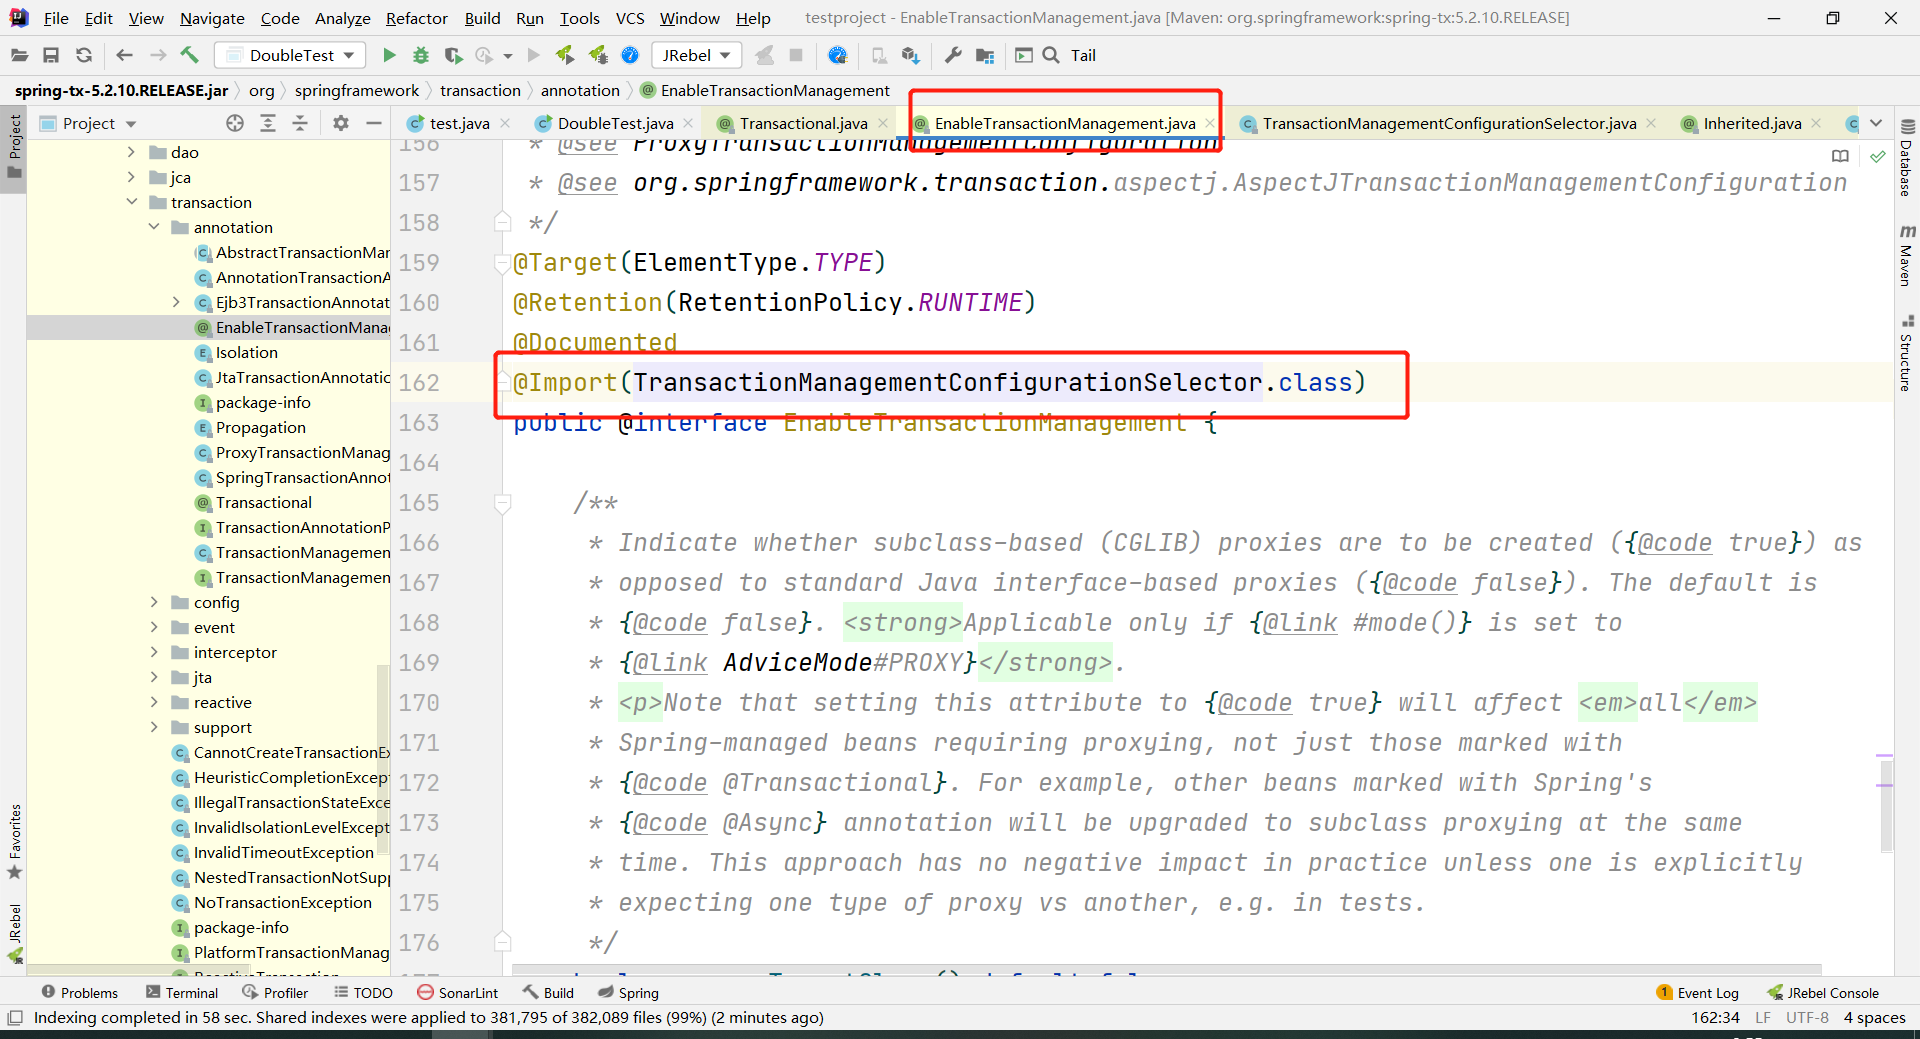 File Edit View Navigate Code Analyze Refactor Build Run Tools VCS Window Help testproject - EnableTransactionManagement.java [Maven: org.springframework:spring-tx:5.2.10.RELEASE]
DoubleTest JRebel Tail
spring-tx-5.2.10.RELEASE.jar org springframework transaction annotation EnableTransactionManagement
Project test.java DoubleTest.java Transactional.java EnableTransactionManagement.java TransactionManagementConfigurationSelector.java Inherited.java
Project
Favorites
JRebel
dao
jca
transaction
annotation
AbstractTransactionMan
AnnotationTransactionA
Ejb3TransactionAnnotat
EnableTransactionMana
Isolation
JtaTransactionAnnotatic
package-info
Propagation
ProxyTransactionManag
SpringTransactionAnnot
Transactional
TransactionAnnotationP
TransactionManagemen
TransactionManagemen
config
event
interceptor
jta
reactive
support
CannotCreateTransactionEx
HeuristicCompletionExcep
IllegalTransactionStateExce
InvalidIsolationLevelExcept
InvalidTimeoutException
NestedTransactionNotSupp
NoTransactionException
package-info
PlatformTransactionManag
156 * @see ProxyTransactionManagementConfiguration
157 * @see org.springframework.transaction.aspectj.AspectJTransactionManagementConfiguration
158 */
159 @Target(ElementType.TYPE)
160 @Retention(RetentionPolicy.RUNTIME)
161 @Documented
162 @Import(TransactionManagementConfigurationSelector.class)
163 public @interface EnableTransactionManagement {
164
165 /**
166 * Indicate whether subclass-based (CGLIB) proxies are to be created ({@code true}) as
167 * opposed to standard Java interface-based proxies ({@code false}). The default is
168 * {@code false}. <strong>Applicable only if {@link #mode()} is set to
169 * {@link AdviceMode#PROXY}</strong>.
170 * <p>Note that setting this attribute to {@code true} will affect <em>all</em>
171 * Spring-managed beans requiring proxying, not just those marked with
172 * {@code @Transactional}. For example, other beans marked with Spring's
173 * {@code @Async} annotation will be upgraded to subclass proxying at the same
174 * time. This approach has no negative impact in practice unless one is explicitly
175 * expecting one type of proxy vs another, e.g. in tests.
176 */
Database
Maven
Structure
Problems Terminal Profiler TODO SonarLint Build Spring 1 Event Log JRebel Console
Indexing completed in 58 sec. Shared indexes were applied to 381,795 of 382,089 files (99%) (2 minutes ago) 162:34 LF UTF-8 4 spaces